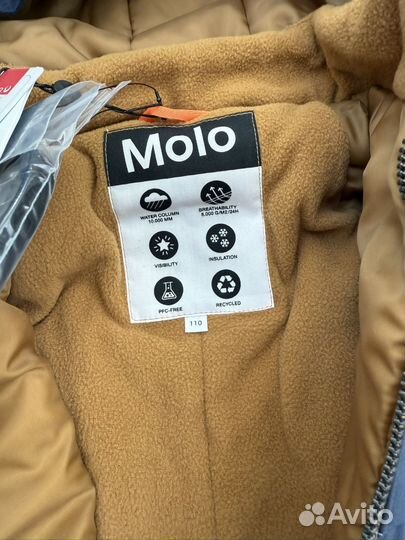 Molo
WATER COLUMN
10.000 MM
BREATHABILITY
5.000 G/M2/24H
VISIBILITY
INSULATION
PFC-FREE
RECYCLED
110
Avito